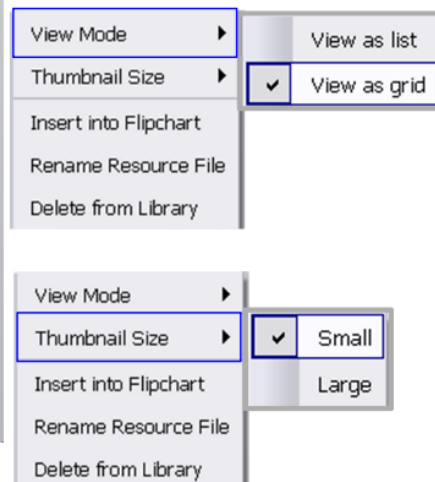 View Mode
View as list
Thumbnail Size
View as grid
Insert into Flipchart
Rename Resource File
Delete from Library
View Mode
Thumbnail Size
Small
Insert into Flipchart
Large
Rename Resource File
Delete from Library